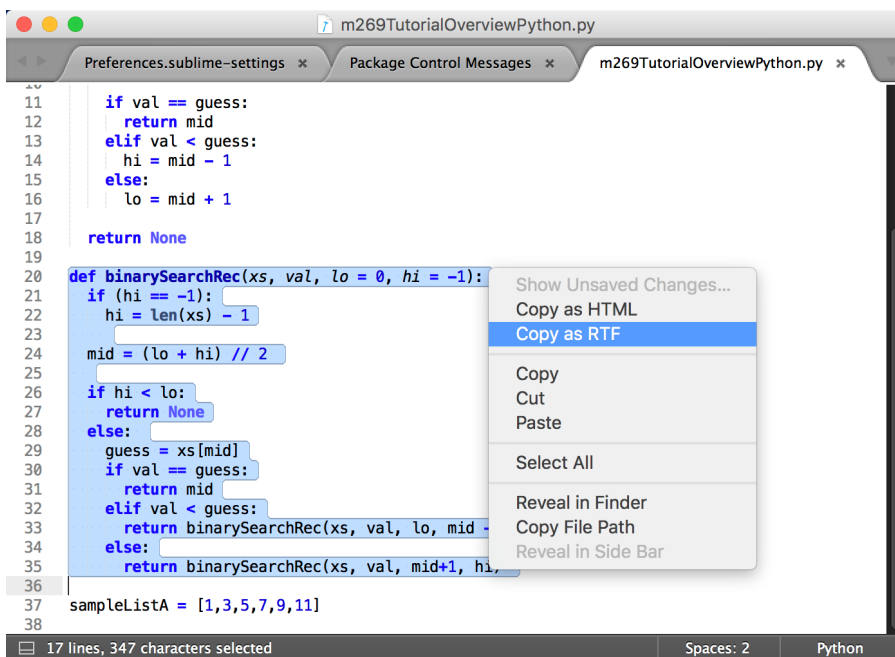 m269TutorialOverviewPython.py
Preferences.sublime-settings × Package Control Messages × m269TutorialOverviewPython.py ×
11 if val == guess:
12 return mid
13 elif val < guess:
14 hi = mid - 1
15 else:
16 lo = mid + 1
17
18 return None
19
20 def binarySearchRec(xs, val, lo = 0, hi = -1):
21 if (hi == -1):
22 hi = len(xs) - 1
23
24 mid = (lo + hi) // 2
25
26 if hi < lo:
27 return None
28 else:
29 guess = xs[mid]
30 if val == guess:
31 return mid
32 elif val < guess:
33 return binarySearchRec(xs, val, lo, mid -
34 else:
35 return binarySearchRec(xs, val, mid+1, hi)
36
37 sampleListA = [1,3,5,7,9,11]
38
Show Unsaved Changes...
Copy as HTML
Copy as RTF
Copy
Cut
Paste
Select All
Reveal in Finder
Copy File Path
Reveal in Side Bar
17 lines, 347 characters selected Spaces: 2 Python